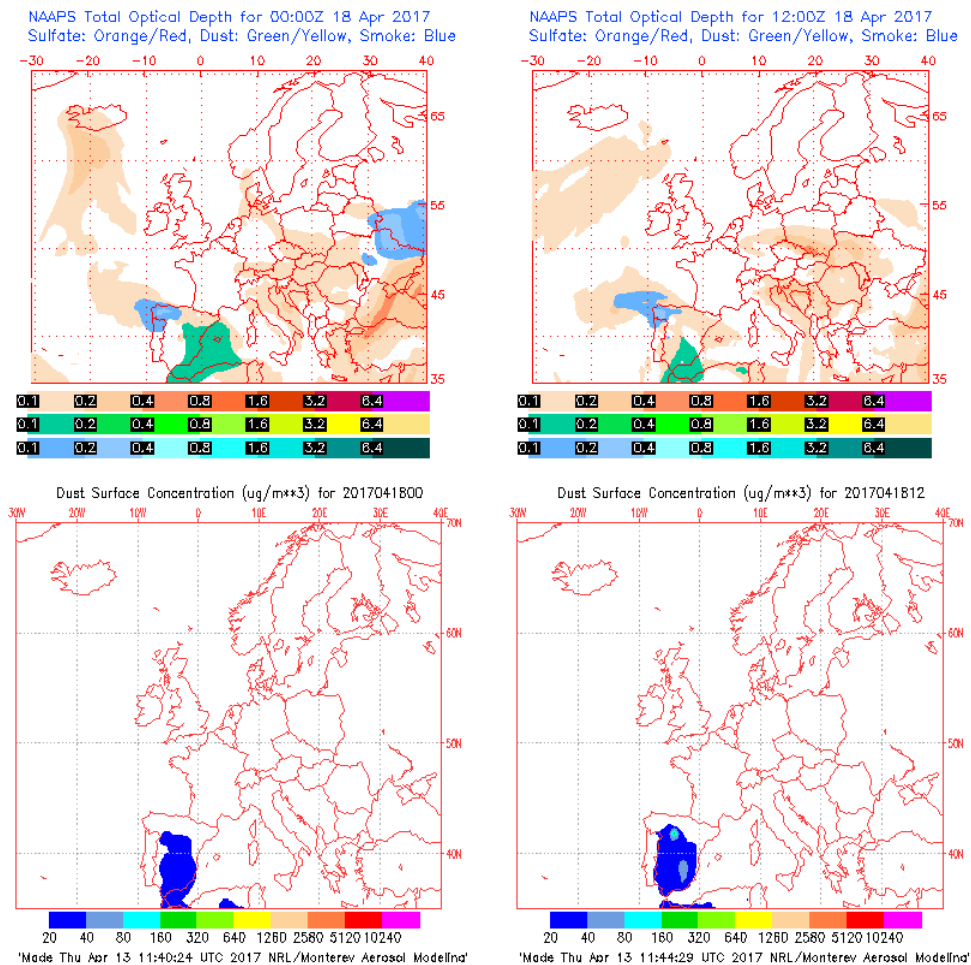 NAAPS Total Optical Depth for 00:00Z 18 Apr 2017
Sulfate: Orange/Red, Dust: Green/Yellow, Smoke: Blue
-30 -20 -10 0 10 20 30 40
65
55
45
35
0.1 0.2 0.4 0.8 1.6 3.2 6.4
0.1 0.2 0.4 0.8 1.6 3.2 6.4
0.1 0.2 0.4 0.8 1.6 3.2 6.4
NAAPS Total Optical Depth for 12:00Z 18 Apr 2017
Sulfate: Orange/Red, Dust: Green/Yellow, Smoke: Blue
-30 -20 -10 0 10 20 30 40
65
55
45
35
0.1 0.2 0.4 0.8 1.6 3.2 6.4
0.1 0.2 0.4 0.8 1.6 3.2 6.4
0.1 0.2 0.4 0.8 1.6 3.2 6.4
Dust Surface Concentration (ug/m**3) for 2017041800
30W 20W 10W 0 10E 20E 30E 40E
70N
60N
50N
40N
20 40 80 160 320 640 1260 2560 5120 10240
'Made Thu Apr 13 11:40:24 UTC 2017 NRL/Monterey Aerosol Modeling'
Dust Surface Concentration (ug/m**3) for 2017041812
30W 20W 10W 0 10E 20E 30E 40E
70N
60N
50N
40N
20 40 80 160 320 640 1260 2560 5120 10240
'Made Thu Apr 13 11:44:29 UTC 2017 NRL/Monterey Aerosol Modeling'